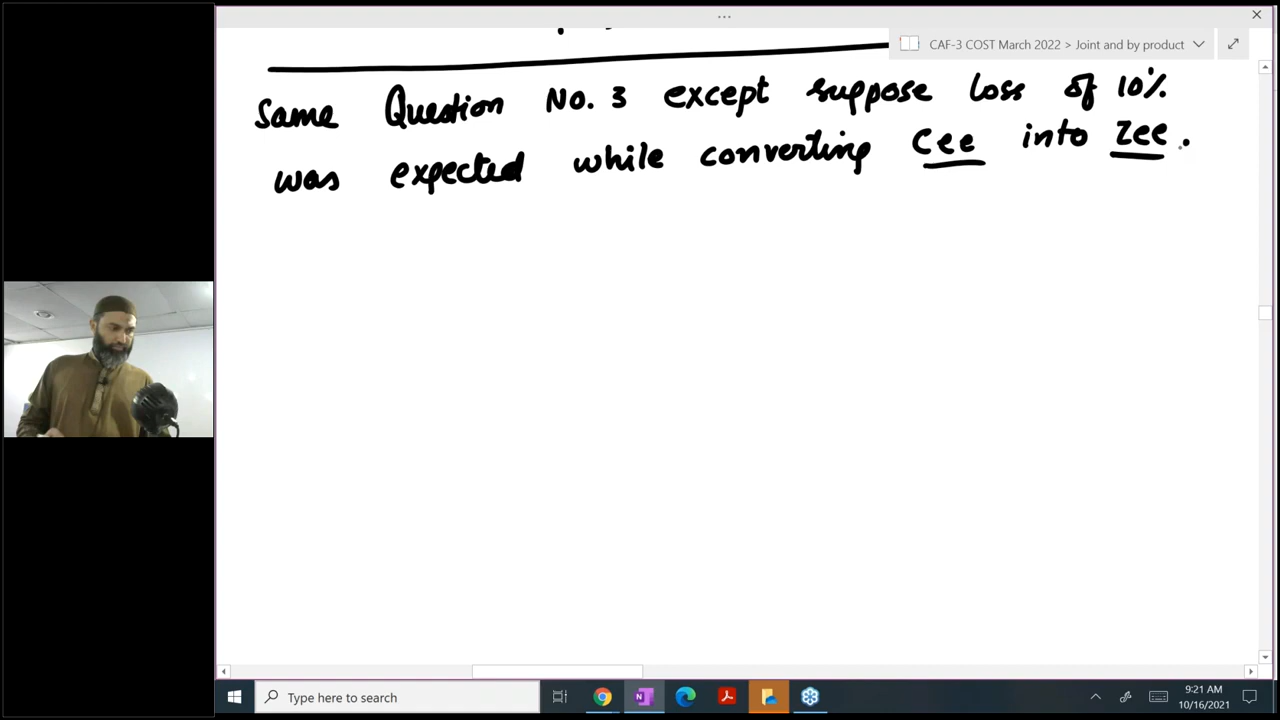 CAF-3 COST March 2022 > Joint and by product
Same Question No. 3 except suppose Loss of 10%
was expected while converting Cee into Zee.
Type here to search
9:21 AM
10/16/2021